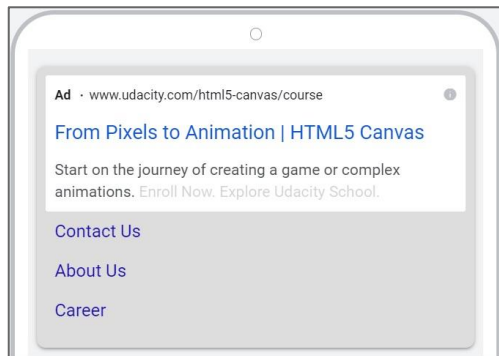 Ad · www.udacity.com/html5-canvas/course
From Pixels to Animation | HTML5 Canvas
Start on the journey of creating a game or complex
animations. Enroll Now. Explore Udacity School.
Contact Us
About Us
Career